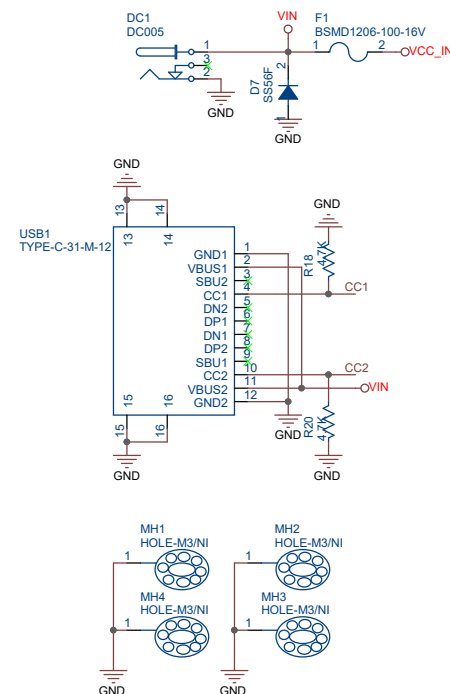 DC1
DC005
VIN
F1
BSMD1206-100-16V
1
3
2
1
2
VCC_IN
2
D7
SS56F
1
GND
GND
GND
GND
13
14
USB1
TYPE-C-31-M-12
13
14
GND1
1
VBUS1
2
SBU2
3
CC1
4
DN2
5
DP1
6
DN1
7
DP2
8
SBU1
9
CC2
10
VBUS2
11
GND2
12
R18
4.7K
CC1
CC2
VIN
R20
4.7K
GND
15
16
15
16
GND
GND
MH1
HOLE-M3/NI
1
MH2
HOLE-M3/NI
1
MH4
HOLE-M3/NI
1
MH3
HOLE-M3/NI
1
GND
GND